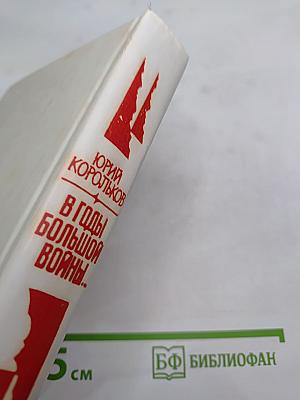 ЮРИЙ
КОРОЛЬКОВ
В ГОДЫ
БОЛЬШОЙ
ВОЙНЫ...
5 см
БФ БИБЛИОФАН